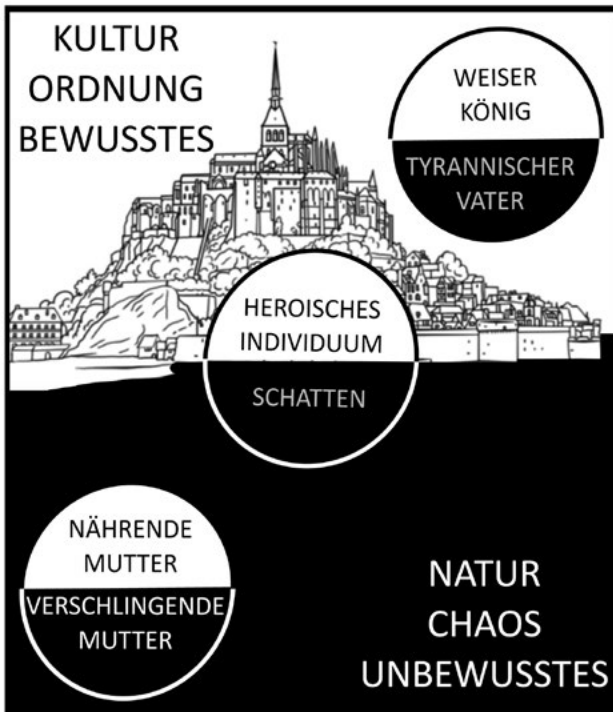 KULTUR
ORDNUNG
BEWUSSTES
WEISER
KÖNIG
TYRANNISCHER
VATER
HEROISCHES
INDIVIDUUM
SCHATTEN
NÄHRENDE
MUTTER
VERSCHLINGENDE
MUTTER
NATUR
CHAOS
UNBEWUSSTES